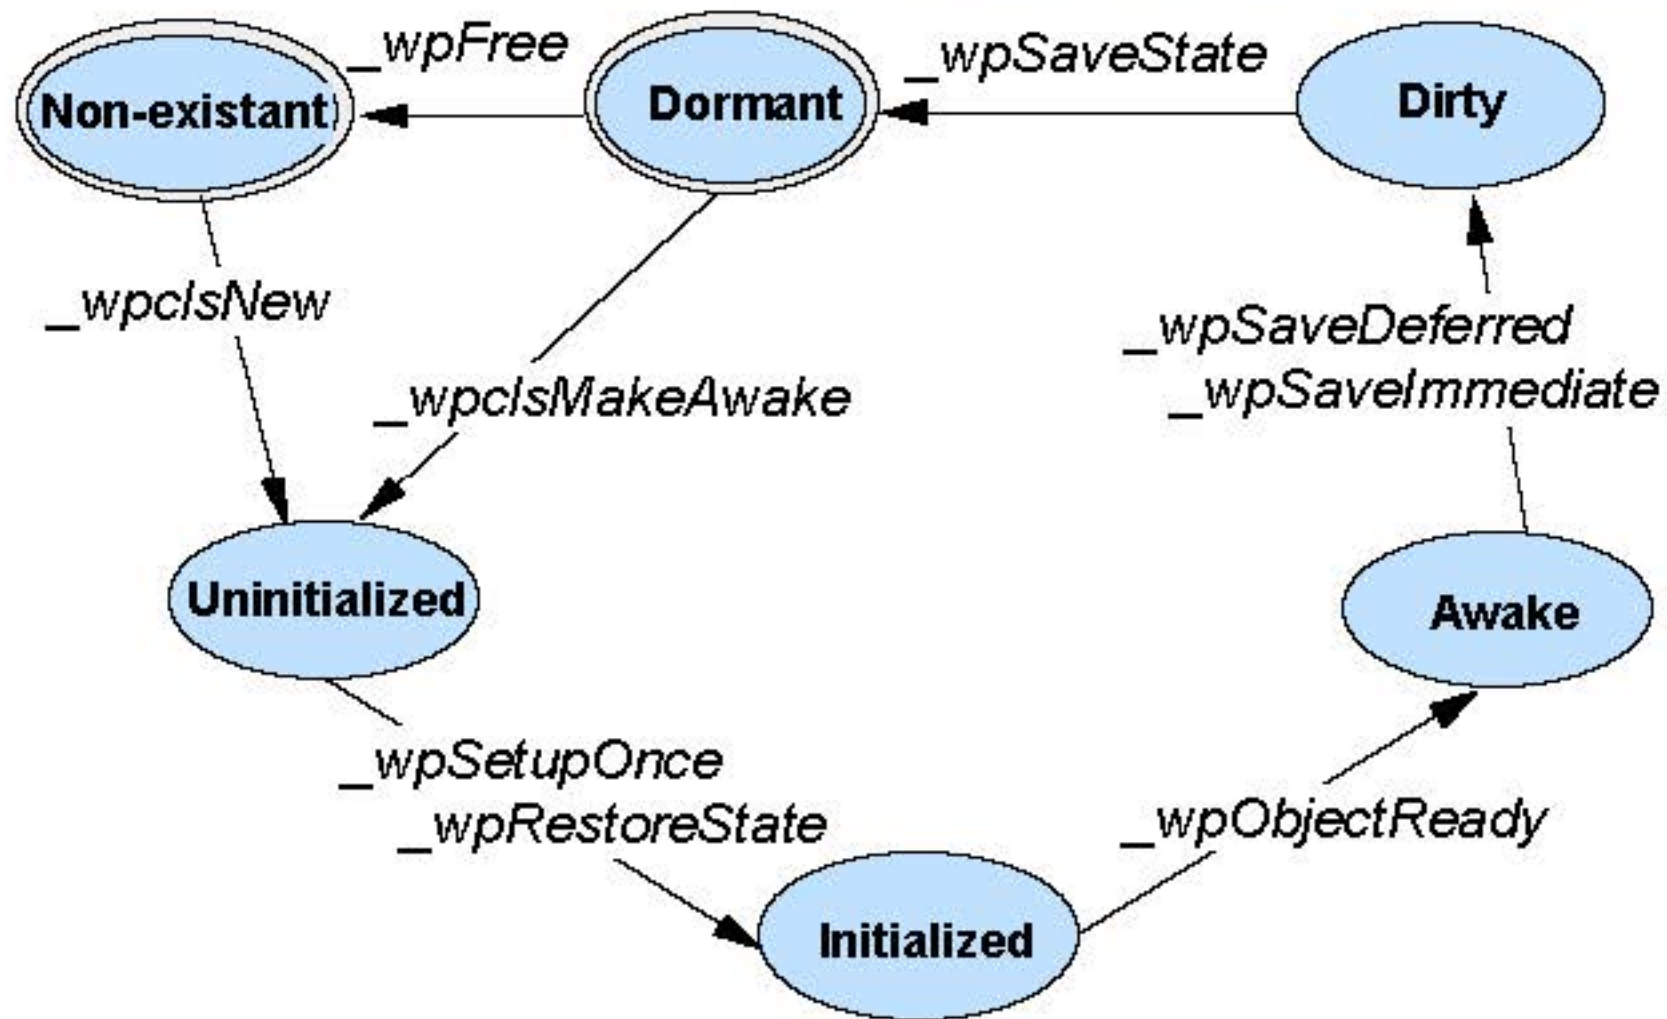 _wpFree
_wpSaveState
Non-existant
Dormant
Dirty
_wpclsNew
_wpclsMakeAwake
_wpSaveDeferred
_wpSaveImmediate
Uninitialized
Awake
_wpSetupOnce
_wpRestoreState
_wpObjectReady
Initialized